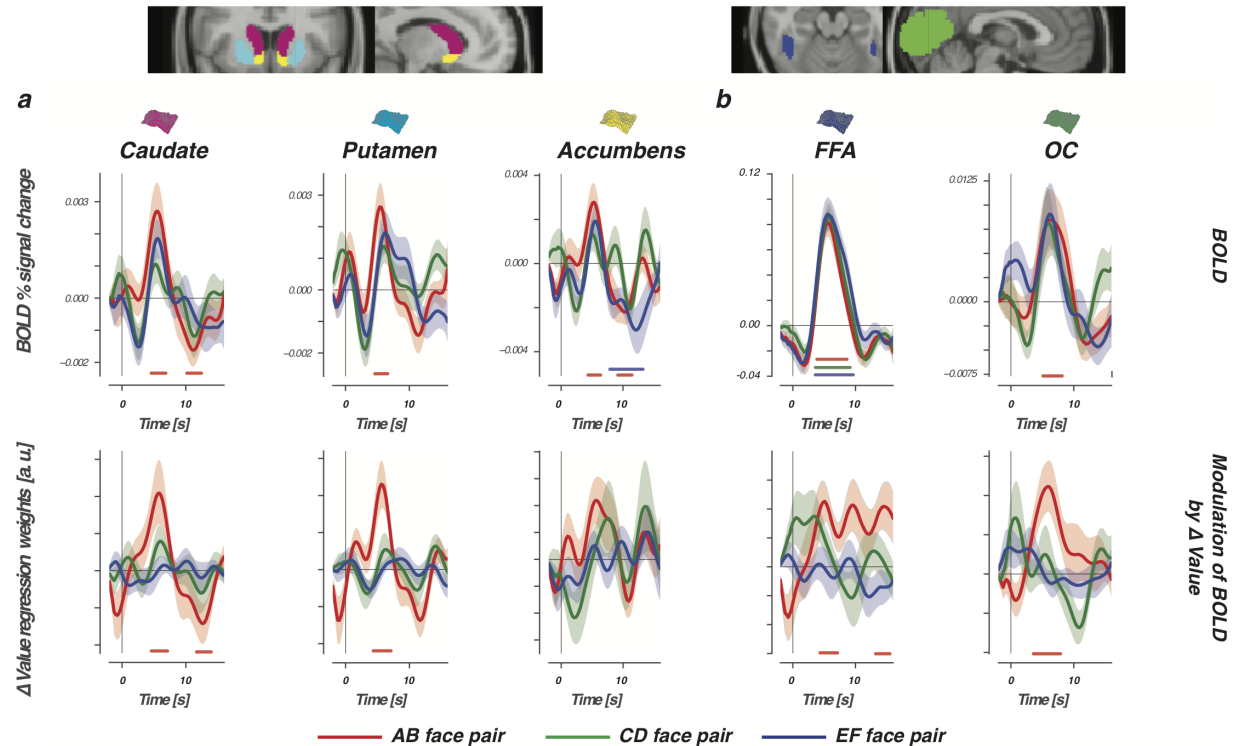 a
b
Caudate
Putamen
Accumbens
FFA
OC
BOLD % signal change
0.003
0.000
−0.002
0.003
0.000
−0.002
0.004
0.000
−0.004
0.12
0.00
-0.04
0.0125
0.0000
−0.0075
BOLD
0 10
0 10
0 10
0 10
0 10
Time [s]
Time [s]
Time [s]
Time [s]
Time [s]
Δ Value regression weights [a. u.]
Modulation of BOLD
by Δ Value
0 10
0 10
0 10
0 10
0 10
Time [s]
Time [s]
Time [s]
Time [s]
Time [s]
AB face pair
CD face pair
EF face pair